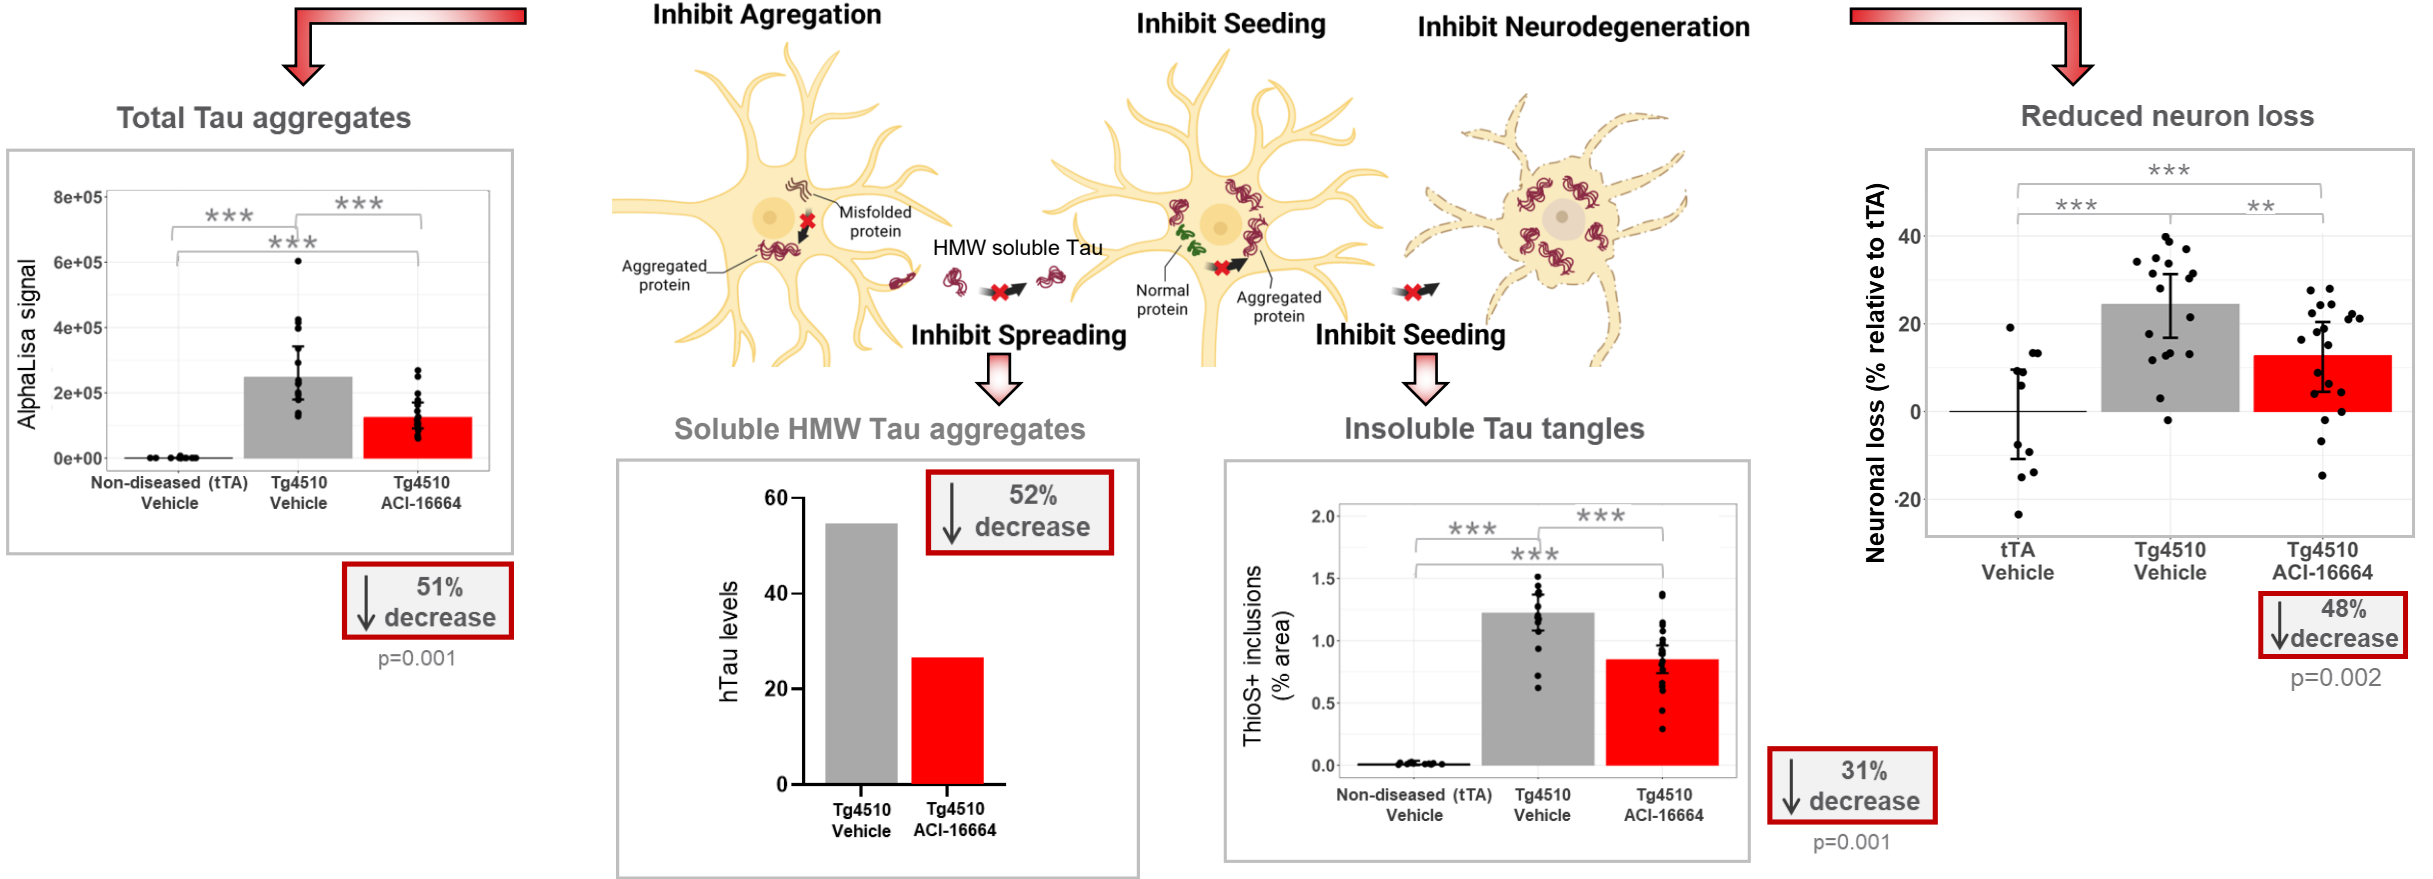 Inhibit Agregation
Inhibit Seeding
Inhibit Neurodegeneration
Misfolded
protein
Aggregated
protein
HMW soluble Tau
Normal
protein
Aggregated
protein
Inhibit Spreading
Inhibit Seeding
Total Tau aggregates
AlphaLisa signal
8e+05
6e+05
4e+05
2e+05
0e+00
***
***
***
Non-diseased (tTA)
Vehicle
Tg4510
Vehicle
Tg4510
ACI-16664
51%
decrease
p=0.001
Soluble HMW Tau aggregates
hTau levels
60
40
20
0
52%
decrease
Tg4510
Vehicle
Tg4510
ACI-16664
Insoluble Tau tangles
ThioS+ inclusions
(% area)
2.0
1.5
1.0
0.5
0.0
***
***
***
Non-diseased (tTA)
Vehicle
Tg4510
Vehicle
Tg4510
ACI-16664
31%
decrease
p=0.001
Reduced neuron loss
Neuronal loss (% relative to tTA)
40
20
0
-20
***
***
**
tTA
Vehicle
Tg4510
Vehicle
Tg4510
ACI-16664
48%
decrease
p=0.002